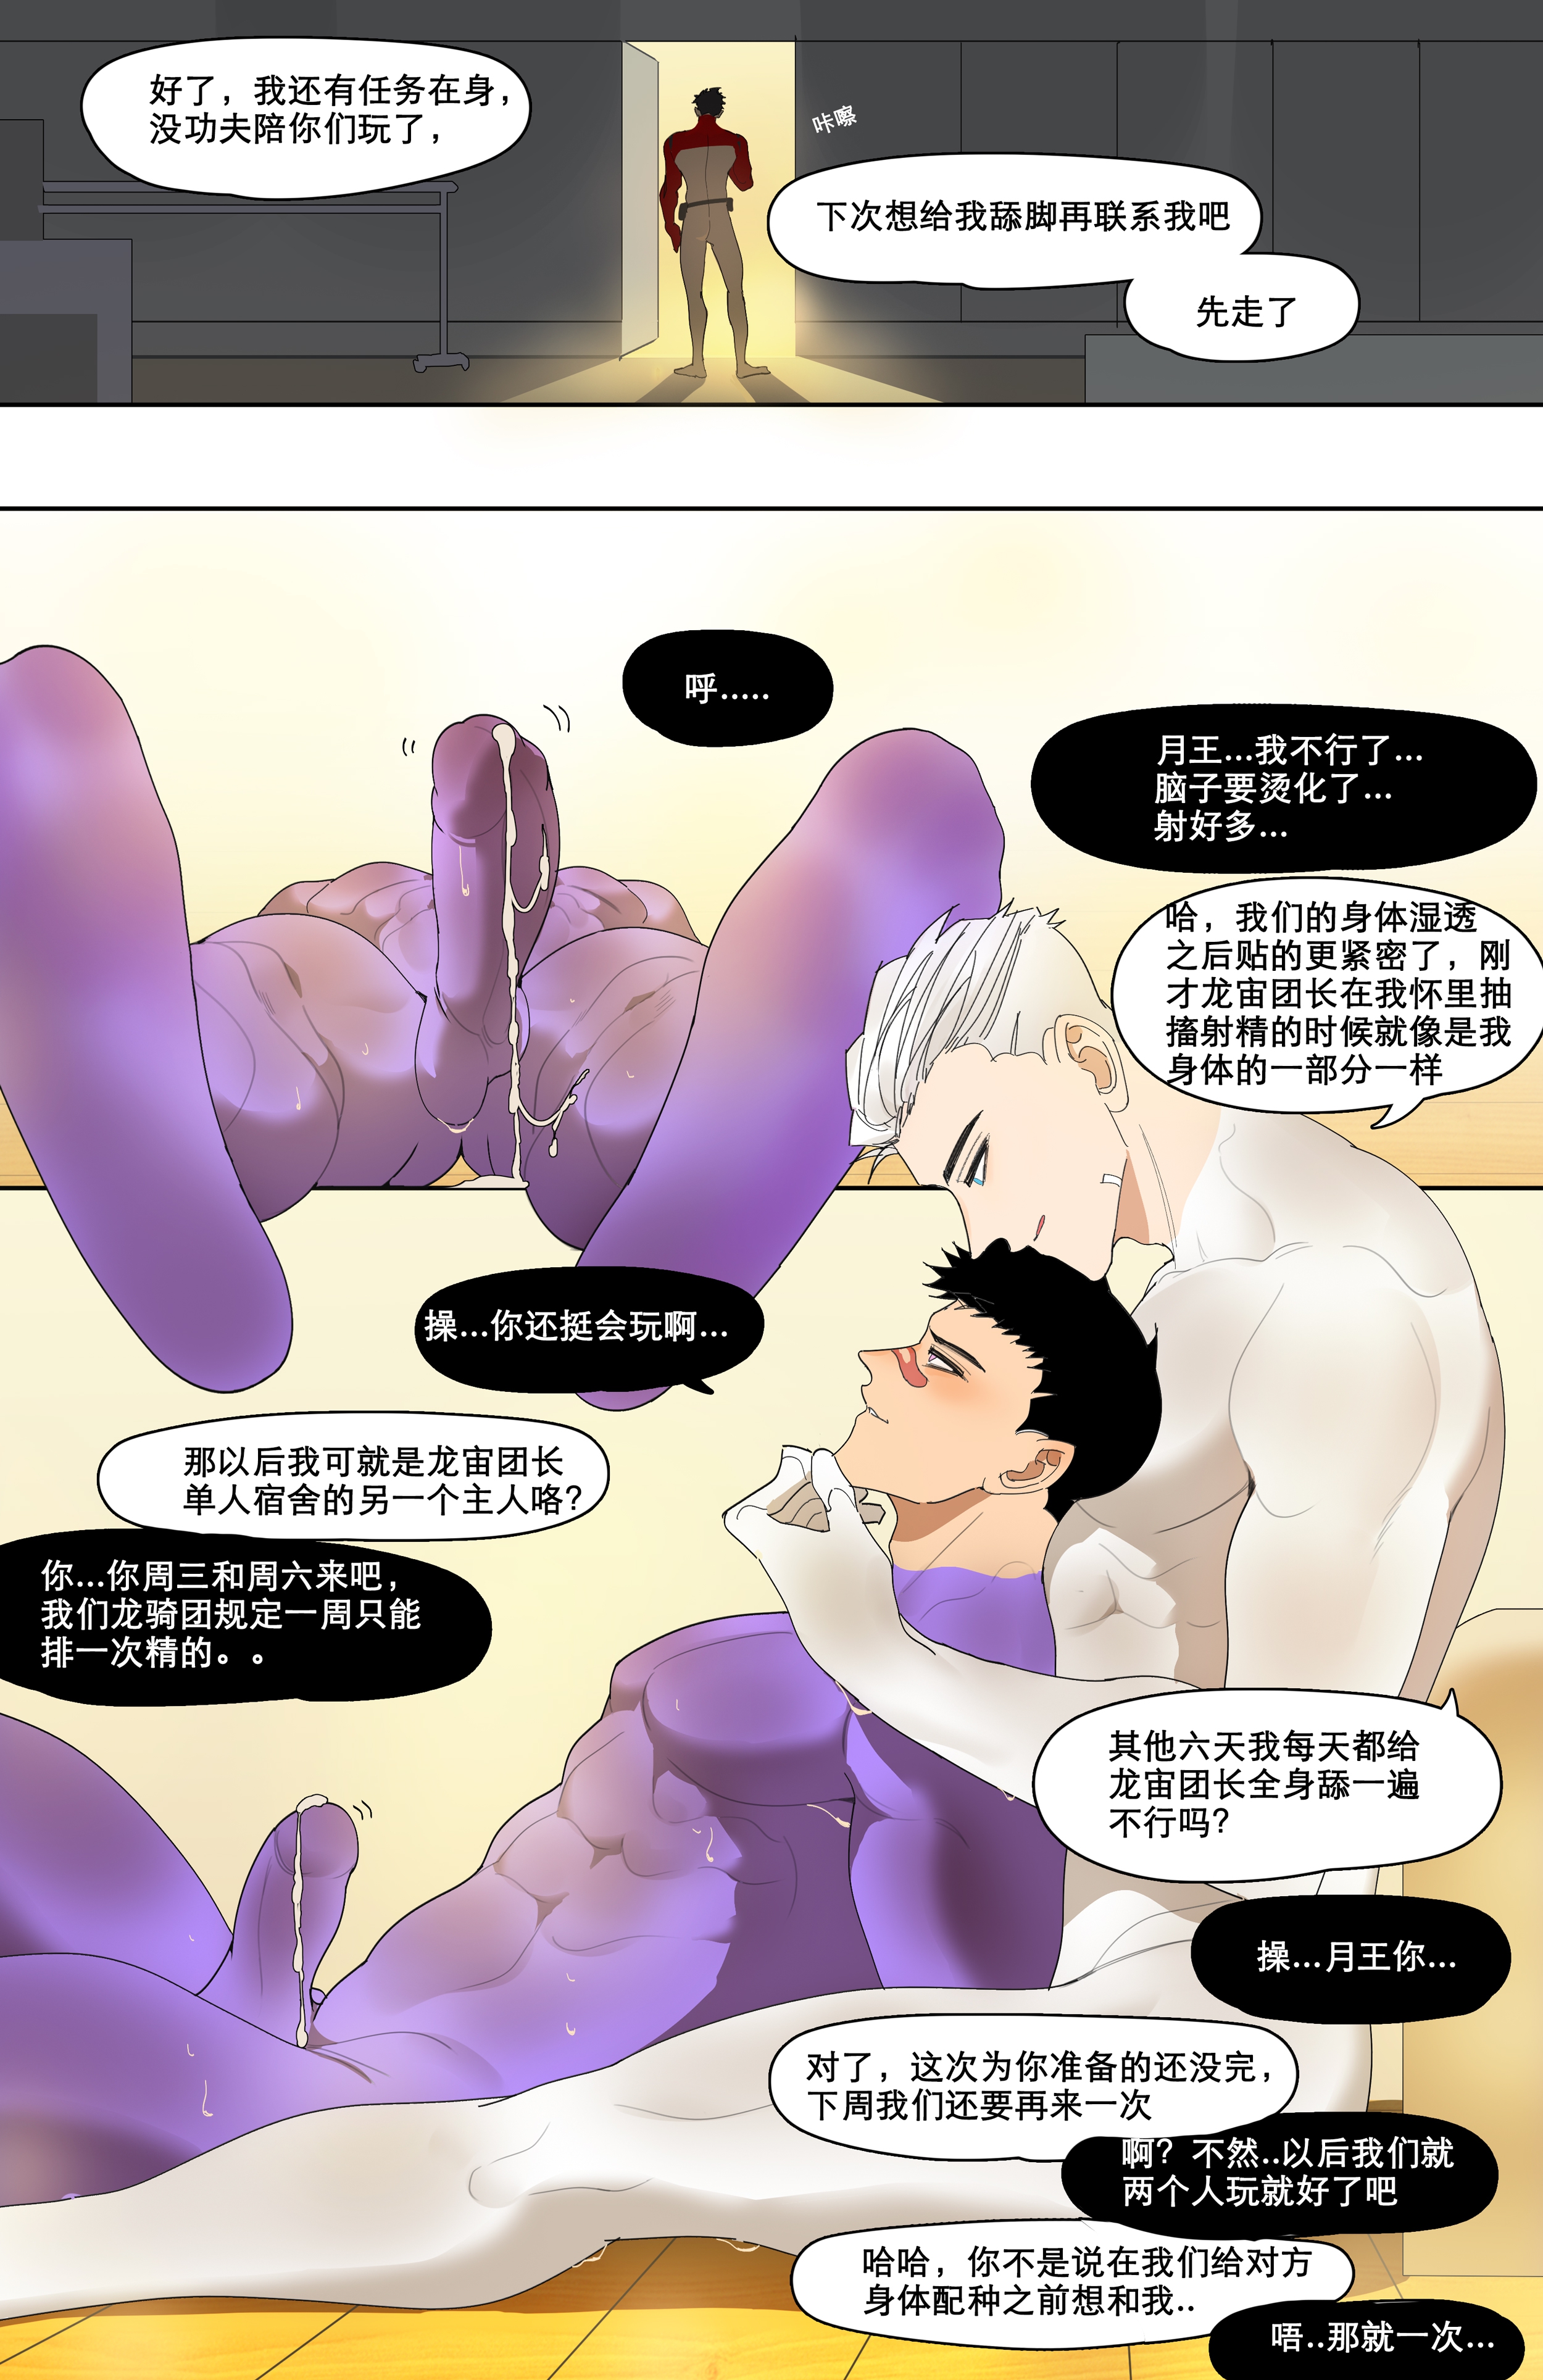 好了，我还有任务在身，
没功夫陪你们玩了，
咔嚓
下次想给我舔脚再联系我吧
先走了
呼.....
月王...我不行了...
脑子要烫化了...
射好多...
哈，我们的身体湿透
之后贴的更紧密了，刚
才龙宙团长在我怀里抽
搐射精的时候就像是我
身体的一部分一样
操...你还挺会玩啊...
那以后我可就是龙宙团长
单人宿舍的另一个主人咯?
你...你周三和周六来吧，
我们龙骑团规定一周只能
排一次精的。。
其他六天我每天都给
龙宙团长全身舔一遍
不行吗?
操...月王你...
对了，这次为你准备的还没完，
下周我们还要再来一次
啊? 不然..以后我们就
两个人玩就好了吧
哈哈，你不是说在我们给对方
身体配种之前想和我..
唔..那就一次...